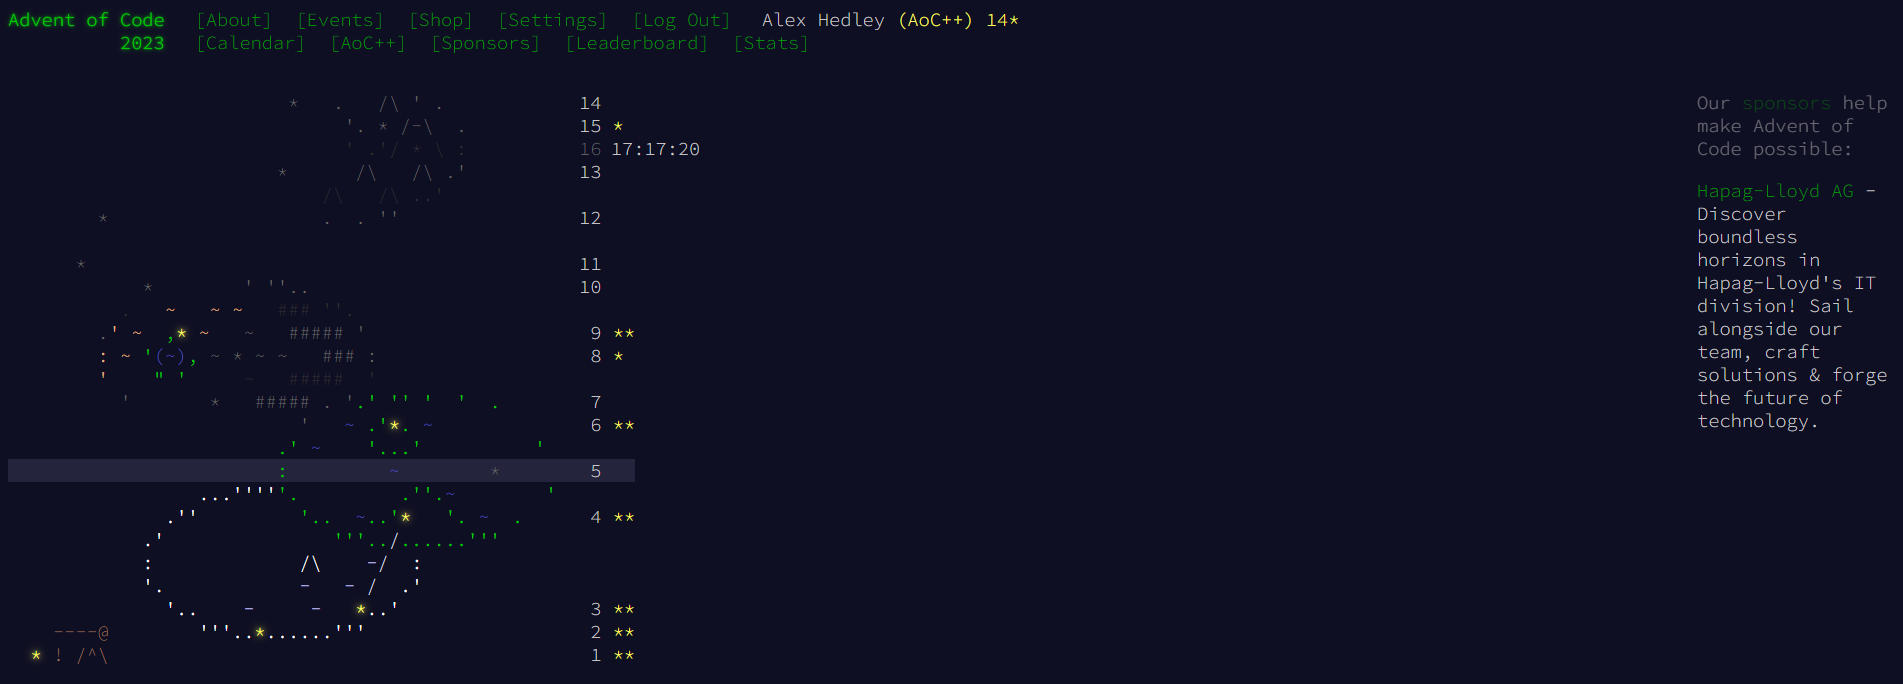 Advent of Code [About] [Events] [Shop] [Settings] [Log Out] Alex Hedley (AoC++) 14*
2023 [Calendar] [AoC++] [Sponsors] [Leaderboard] [Stats]
14
15 *
16 17:17:20
13
12
11
10
9 **
8 *
7
6 **
5
4 **
3 **
2 **
1 **
Our sponsors help
make Advent of
Code possible:
Hapag-Lloyd AG -
Discover
boundless
horizons in
Hapag-Lloyd's IT
division! Sail
alongside our
team, craft
solutions & forge
the future of
technology.